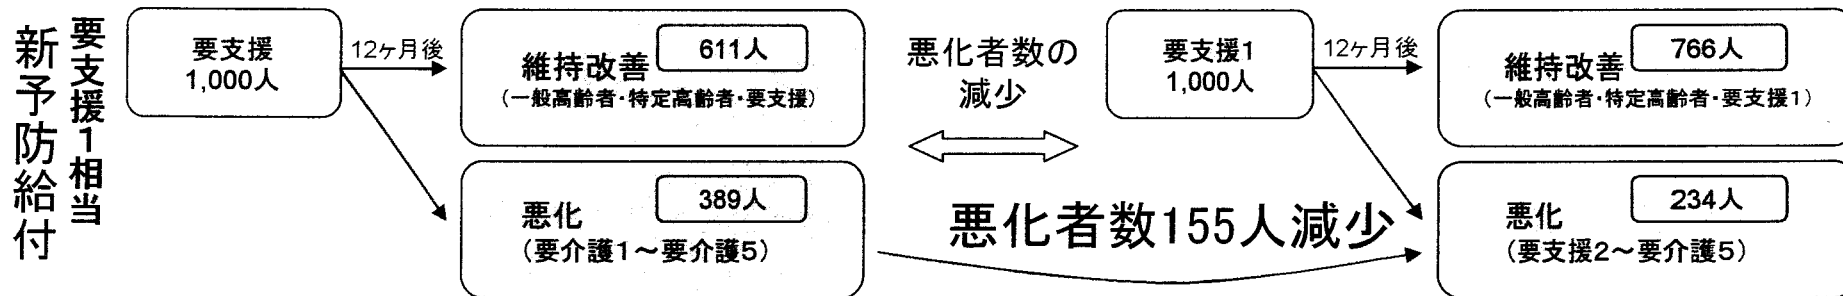 新予防給付
要支援1相当
要支援
1,000人
12ヶ月後
維持改善
611人
(一般高齢者・特定高齢者・要支援)
悪化
389人
(要介護1～要介護5)
悪化者数の
減少
悪化者数155人減少
要支援1
1,000人
12ヶ月後
維持改善
766人
(一般高齢者・特定高齢者・要支援1)
悪化
234人
(要支援2～要介護5)